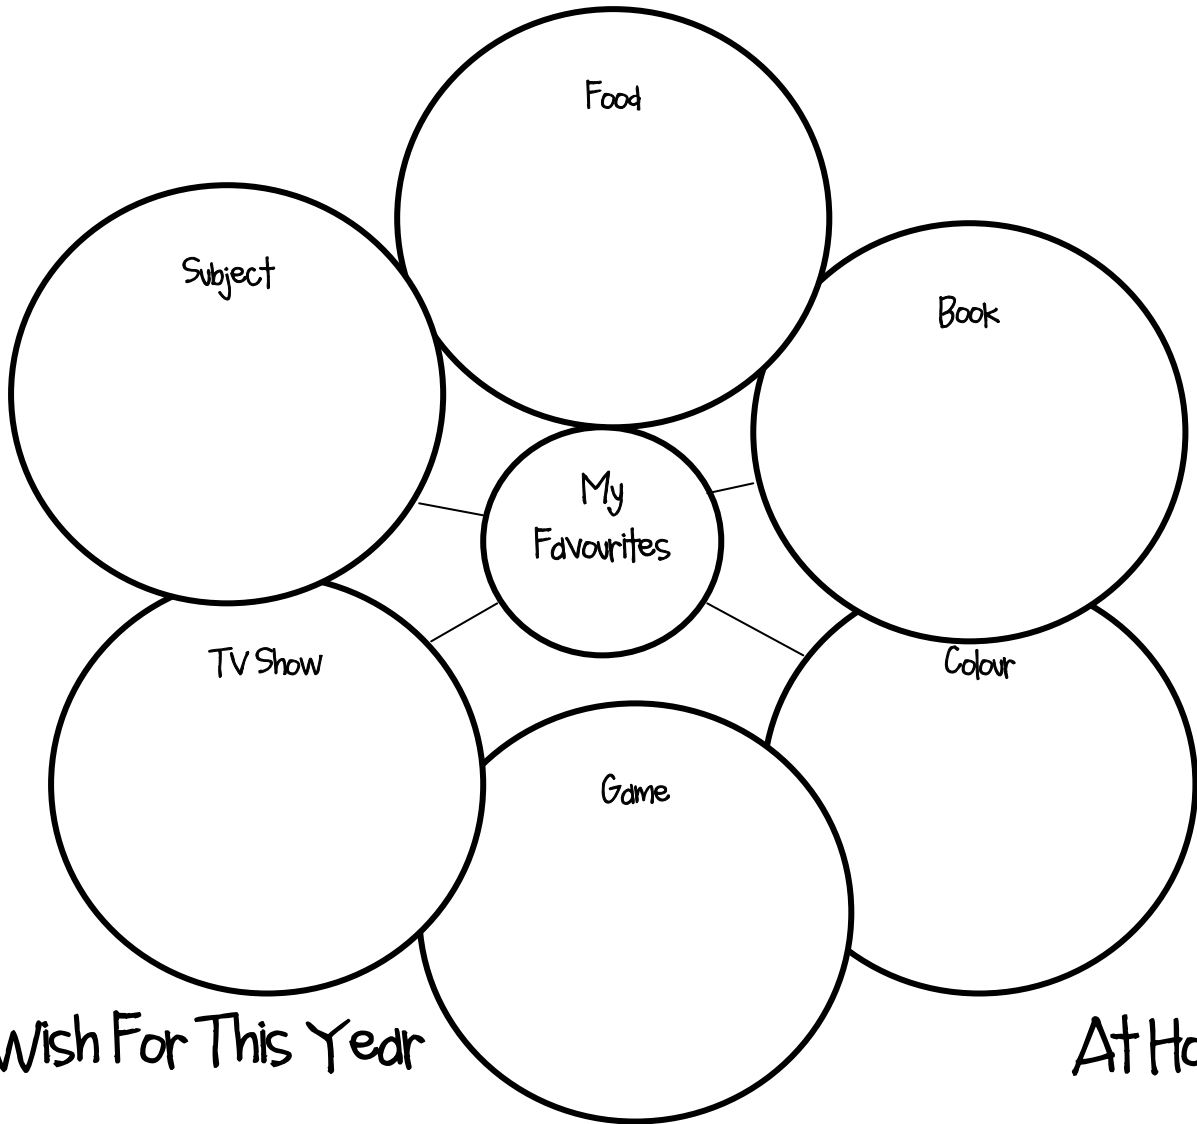 Food
Subject
Book
My
Favourites
TV Show
Colour
Game
Wish For This Year
At Ho